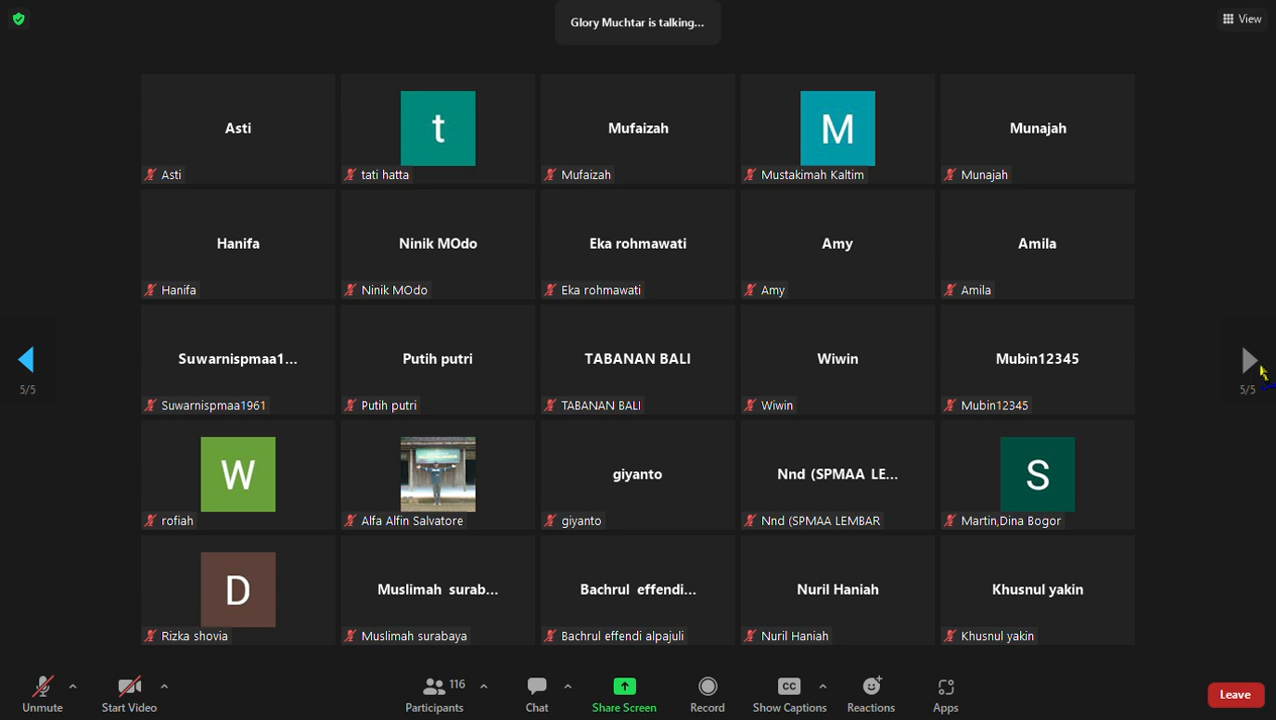 Glory Muchtar is talking...
View
Asti
Asti
t
tati hatta
Mufaizah
Mufaizah
M
Mustakimah Kaltim
Munajah
Munajah
Hanifa
Hanifa
Ninik MOdo
Ninik MOdo
Eka rohmawati
Eka rohmawati
Amy
Amy
Amila
Amila
5/5
5/5
Suwarnispmaa1...
Suwarnispmaa1961
Putih putri
Putih putri
TABANAN BALI
TABANAN BALI
Wiwin
Wiwin
Mubin12345
Mubin12345
W
rofiah
Alfa Alfin Salvatore
giyanto
giyanto
Nnd (SPMAA LE...
Nnd (SPMAA LEMBAR
S
Martin,Dina Bogor
D
Rizka shovia
Muslimah surab...
Muslimah surabaya
Bachrul effendi...
Bachrul effendi alpajuli
Nuril Haniah
Nuril Haniah
Khusnul yakin
Khusnul yakin
Unmute
Start Video
116
Participants
Chat
Share Screen
Record
CC
Show Captions
Reactions
Apps
Leave